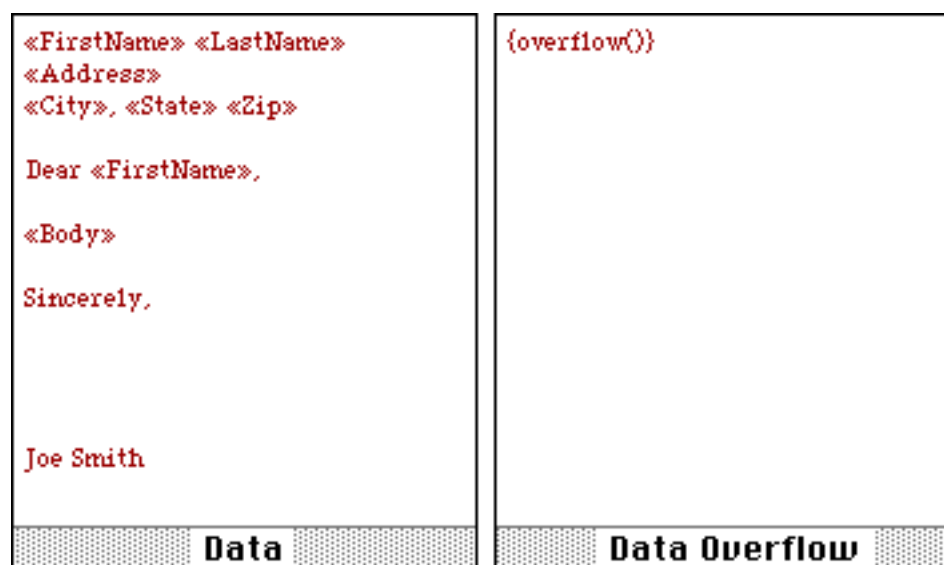 «FirstName» «LastName»
«Address»
«City», «State» «Zip»
Dear «FirstName»,
«Body»
Sincerely,
Joe Smith
Data
{overflow()}
Data Overflow